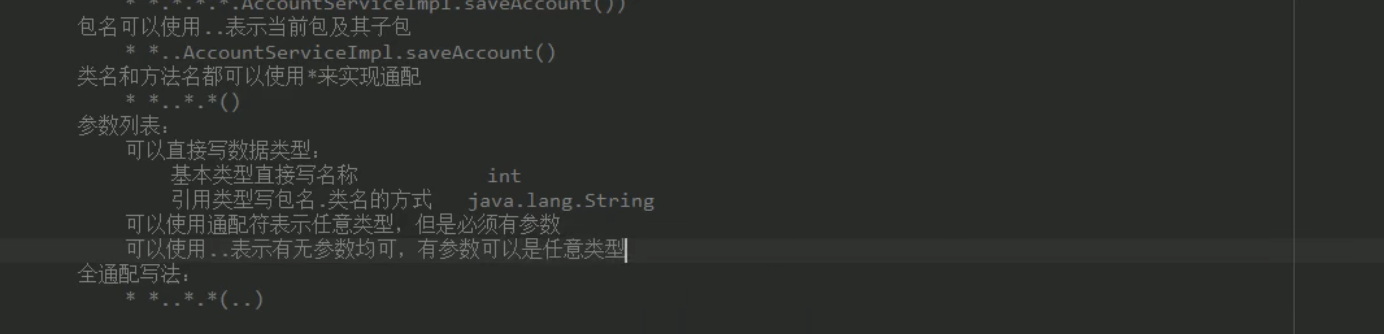 * *.*.*.*.AccountServiceImpl.saveAccount())
包名可以使用..表示当前包及其子包
* *..AccountServiceImpl.saveAccount()
类名和方法名都可以使用*来实现通配
* *..*.*()
参数列表:
可以直接写数据类型:
基本类型直接写名称 int
引用类型写包名.类名的方式 java.lang.String
可以使用通配符表示任意类型，但是必须有参数
可以使用..表示有无参数均可，有参数可以是任意类型
全通配写法:
* *..*.*(..)